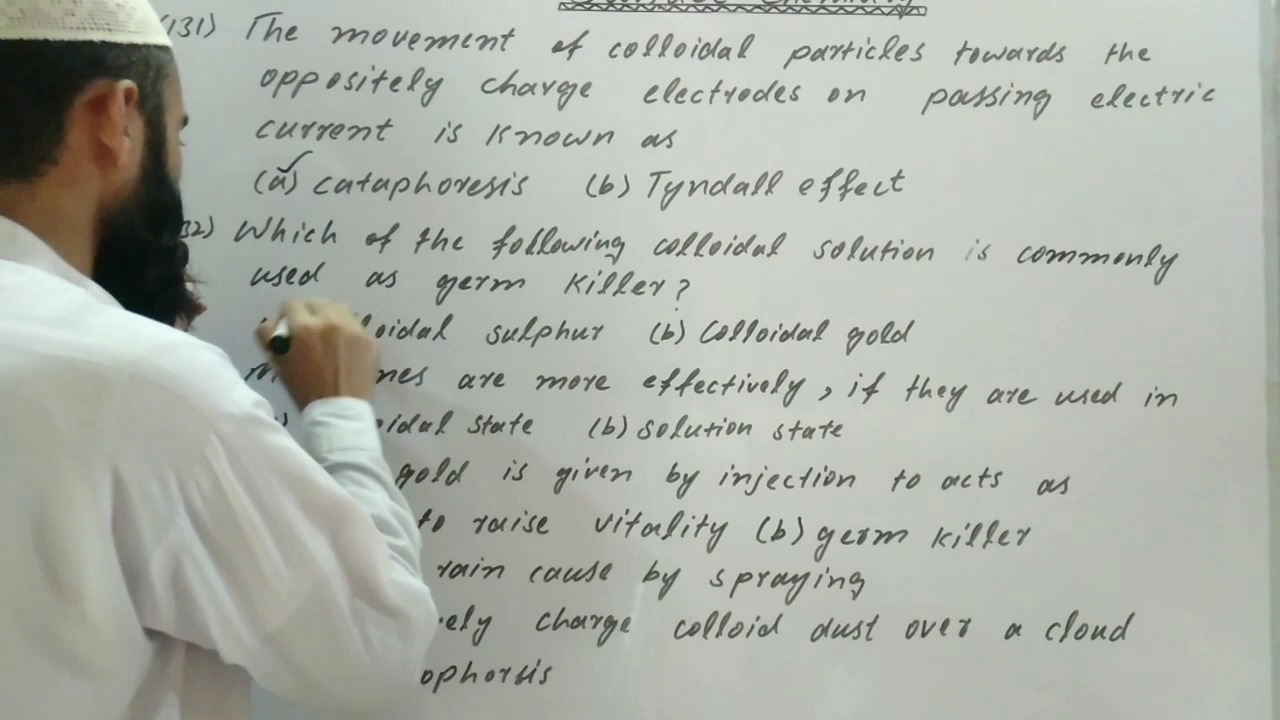 (131) The movement of colloidal particles towards the
oppositely charge electrodes on passing electric
current is known as
(a) cataphoresis (b) Tyndall effect
32) Which of the following colloidal solution is commonly
used as germ killer?
loidal sulphur (b) Colloidal gold
nes are more effectively, if they are used in
oidal state (b) solution state
gold is given by injection to acts as
to raise vitality (b) germ killer
rain cause by spraying
ely charge colloid dust over a cloud
ophorsis